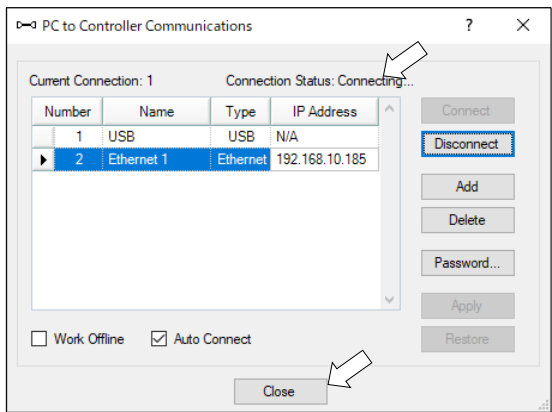 PC to Controller Communications
Current Connection: 1 Connection Status: Connecting...
Number Name Type IP Address
1 USB USB N/A
2 Ethernet 1 Ethernet 192.168.10.185
Connect
Disconnect
Add
Delete
Password...
Apply
Restore
Work Offline Auto Connect
Close